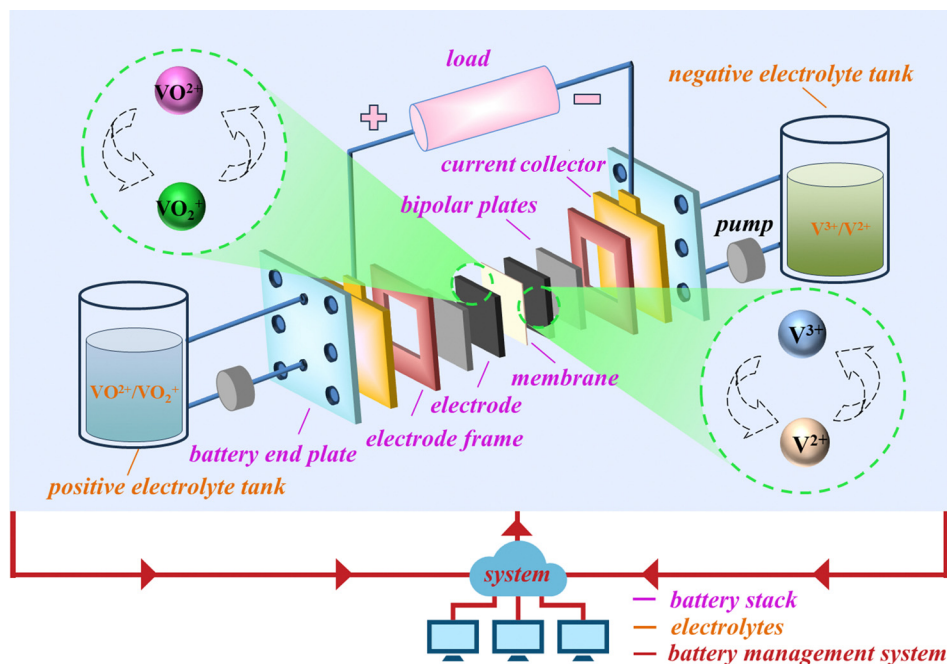 VO²⁺
VO₂⁺
load
+
−
negative electrolyte tank
current collector
bipolar plates
pump
V³⁺/V²⁺
VO²⁺/VO₂⁺
membrane
electrode
electrode frame
battery end plate
positive electrolyte tank
V³⁺
V²⁺
system
battery stack
electrolytes
battery management system